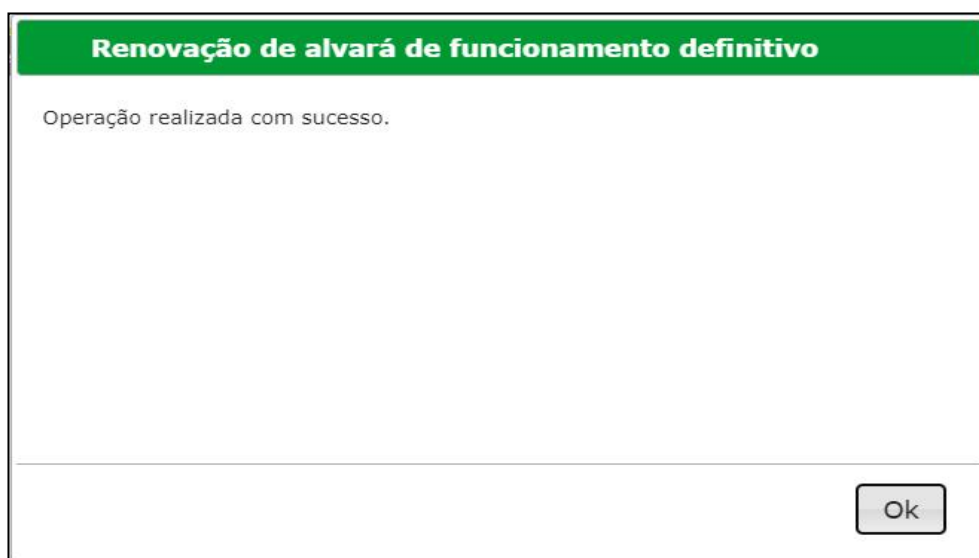 Renovação de alvará de funcionamento definitivo
Operação realizada com sucesso.
Ok